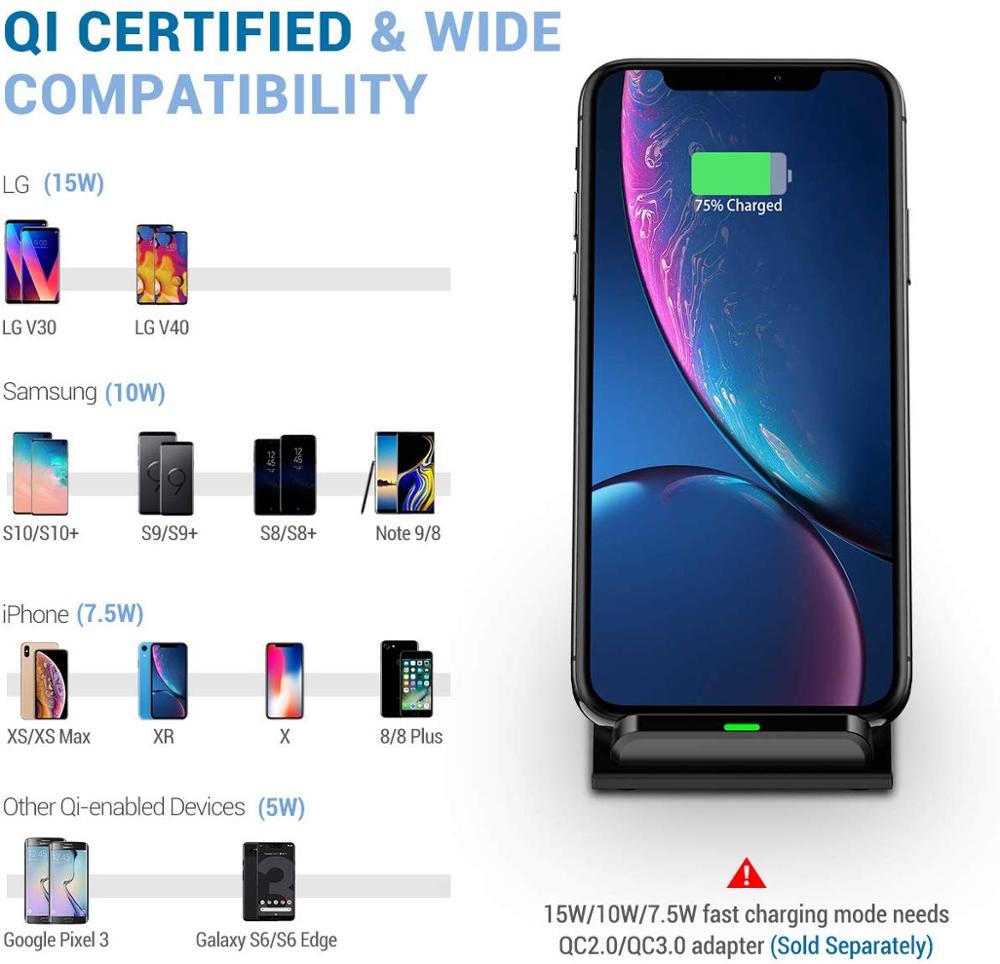 QI CERTIFIED & WIDE
COMPATIBILITY
LG (15W)
LG V30
LG V40
Samsung (10W)
S10/S10+
S9/S9+
S8/S8+
Note 9/8
iPhone (7.5W)
XS/XS Max
XR
X
8/8 Plus
Other Qi-enabled Devices (5W)
Google Pixel 3
Galaxy S6/S6 Edge
75% Charged
15W/10W/7.5W fast charging mode needs
QC2.0/QC3.0 adapter (Sold Separately)